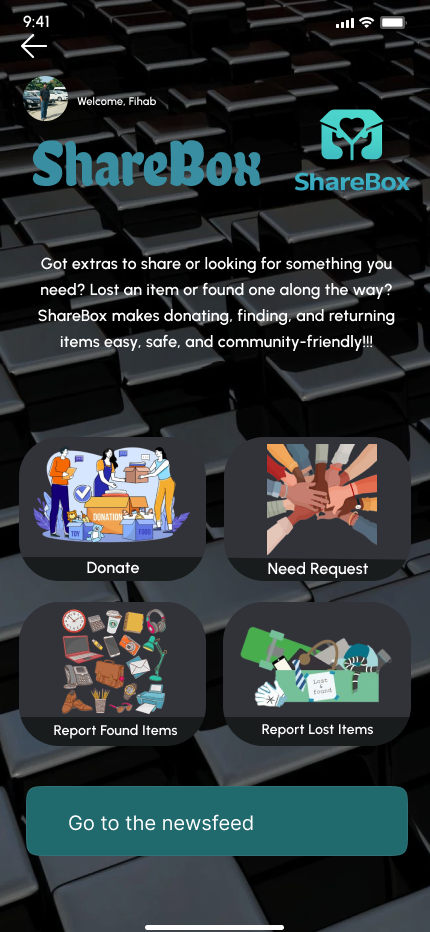 9:41
Welcome, Fihab
ShareBox
ShareBox
Got extras to share or looking for something you
need? Lost an item or found one along the way?
ShareBox makes donating, finding, and returning
items easy, safe, and community-friendly!!!
DONATION
TOY
FOOD
Donate
Need Request
Lost
&
found
Report Found Items
Report Lost Items
Go to the newsfeed